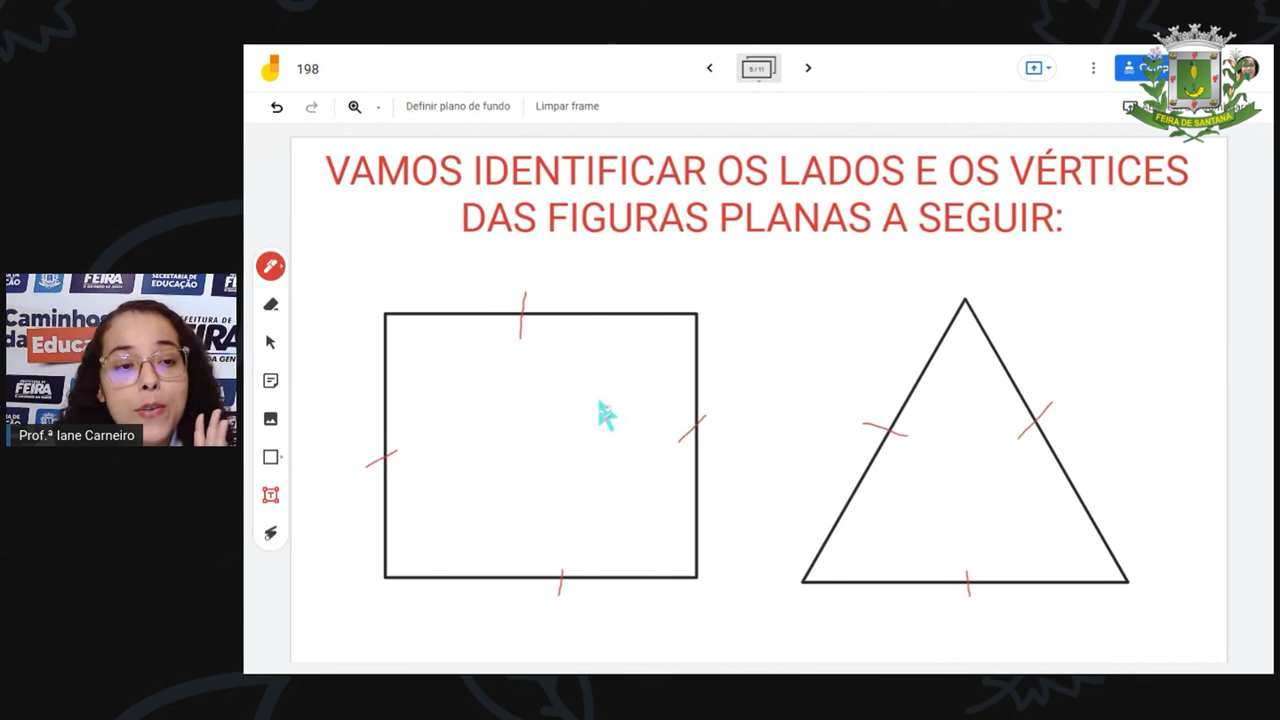 198
5 / 11
Definir plano de fundo
Limpar frame
FEIRA DE SANTANA
VAMOS IDENTIFICAR OS LADOS E OS VÉRTICES
DAS FIGURAS PLANAS A SEGUIR:
FEIRA
SECRETARIA DE
EDUCAÇÃO
Caminhos
da
Educa
FEIRA
Prof.ª Iane Carneiro